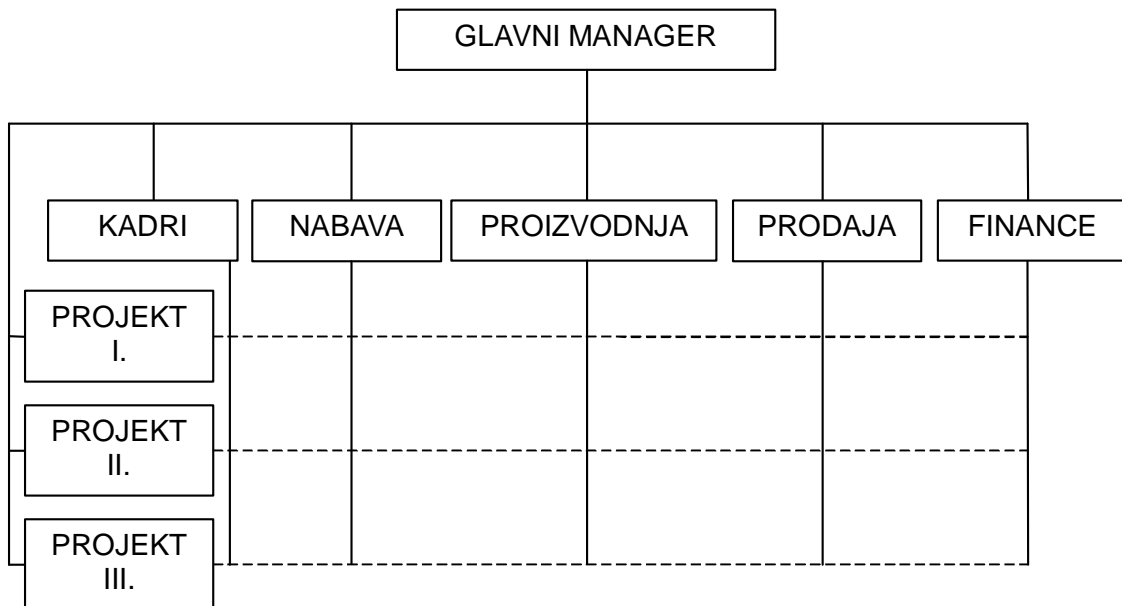 GLAVNI MANAGER
KADRI
NABAVA
PROIZVODNJA
PRODAJA
FINANCE
PROJEKT
I.
PROJEKT
II.
PROJEKT
III.